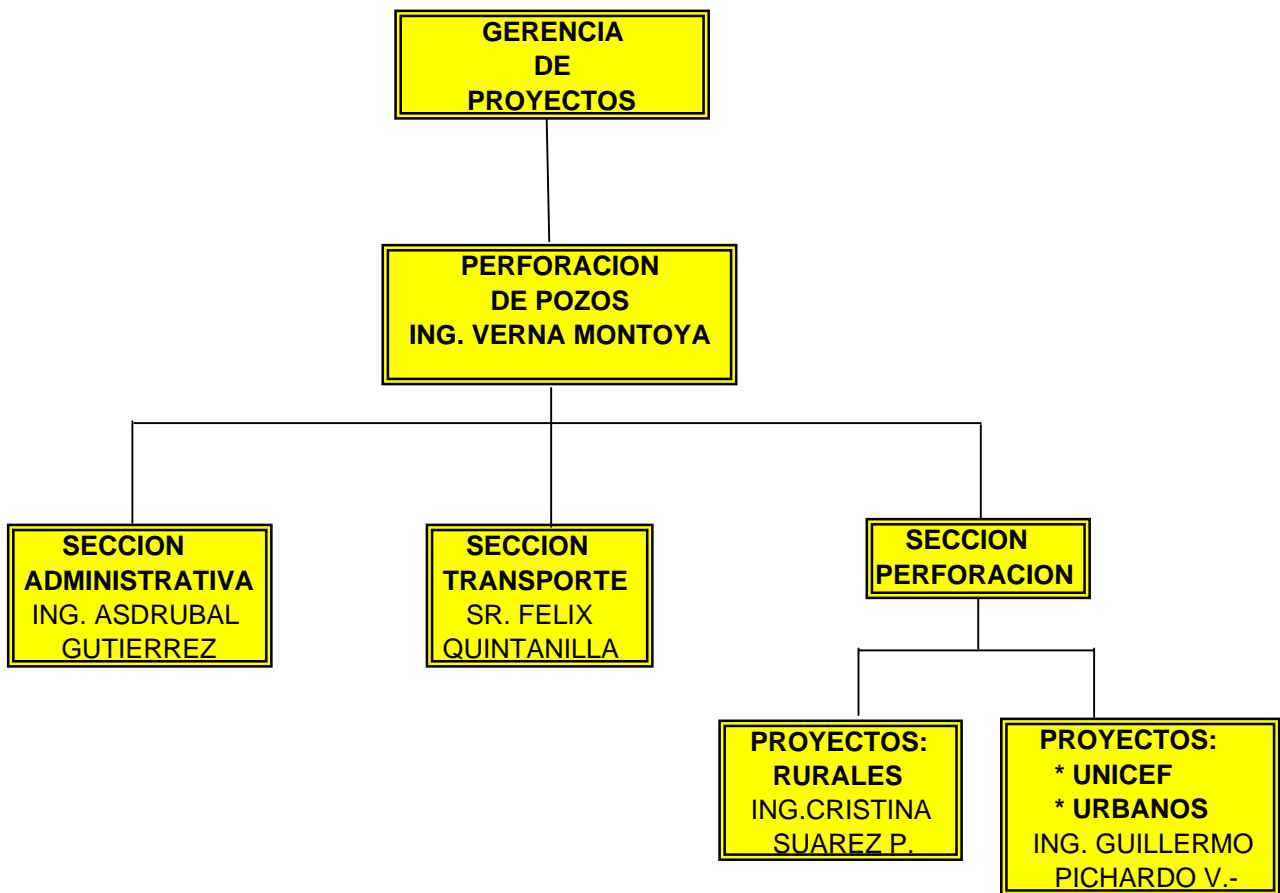 GERENCIA
DE
PROYECTOS
PERFORACION
DE POZOS
ING. VERNA MONTOYA
SECCION
ADMINISTRATIVA
ING. ASDRUBAL
GUTIERREZ
SECCION
TRANSPORTE
SR. FELIX
QUINTANILLA
SECCION
PERFORACION
PROYECTOS:
RURALES
ING.CRISTINA
SUAREZ P.
PROYECTOS:
* UNICEF
* URBANOS
ING. GUILLERMO
PICHARDO V.-